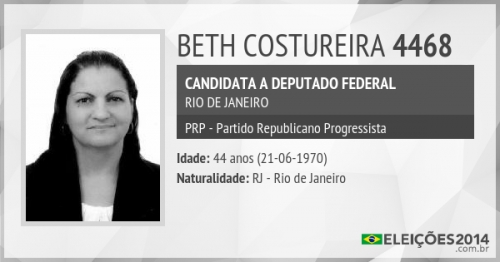 BETH COSTUREIRA 4468
CANDIDATA A DEPUTADO FEDERAL
RIO DE JANEIRO
PRP - Partido Republicano Progressista
Idade: 44 anos (21-06-1970)
Naturalidade: RJ - Rio de Janeiro
ELEIÇÕES2014
.com.br